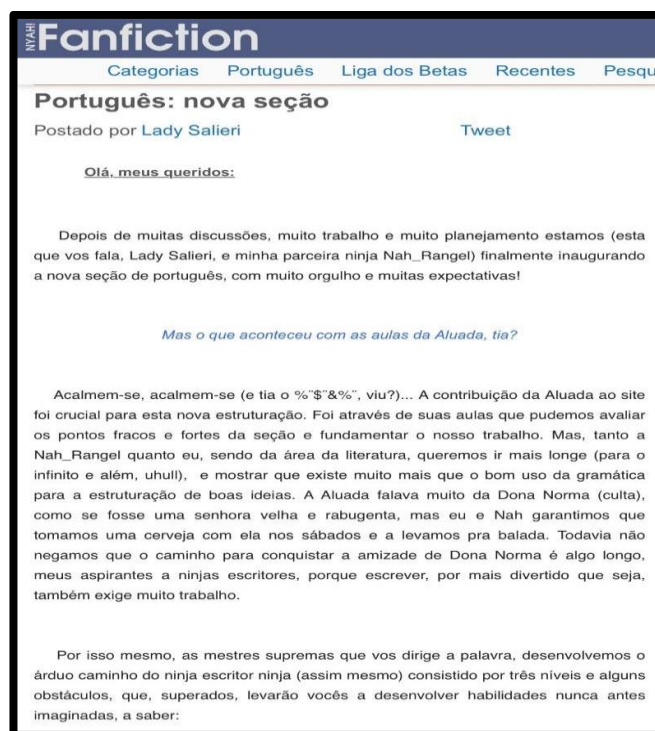 NYAH! Fanfiction
Categorias Português Liga dos Betas Recentes Pesqu
Português: nova seção
Postado por Lady Salieri Tweet
Olá, meus queridos:
Depois de muitas discussões, muito trabalho e muito planejamento estamos (esta
que vos fala, Lady Salieri, e minha parceira ninja Nah_Rangel) finalmente inaugurando
a nova seção de português, com muito orgulho e muitas expectativas!
Mas o que aconteceu com as aulas da Aluada, tia?
Acalmem-se, acalmem-se (e tia o %¨$¨&%¨, viu?)... A contribuição da Aluada ao site
foi crucial para esta nova estruturação. Foi através de suas aulas que pudemos avaliar
os pontos fracos e fortes da seção e fundamentar o nosso trabalho. Mas, tanto a
Nah_Rangel quanto eu, sendo da área da literatura, queremos ir mais longe (para o
infinito e além, uhull), e mostrar que existe muito mais que o bom uso da gramática
para a estruturação de boas ideias. A Aluada falava muito da Dona Norma (culta),
como se fosse uma senhora velha e rabugenta, mas eu e Nah garantimos que
tomamos uma cerveja com ela nos sábados e a levamos pra balada. Todavia não
negamos que o caminho para conquistar a amizade de Dona Norma é algo longo,
meus aspirantes a ninjas escritores, porque escrever, por mais divertido que seja,
também exige muito trabalho.
Por isso mesmo, as mestres supremas que vos dirige a palavra, desenvolvemos o
árduo caminho do ninja escritor ninja (assim mesmo) consistido por três níveis e alguns
obstáculos, que, superados, levarão vocês a desenvolver habilidades nunca antes
imaginadas, a saber: